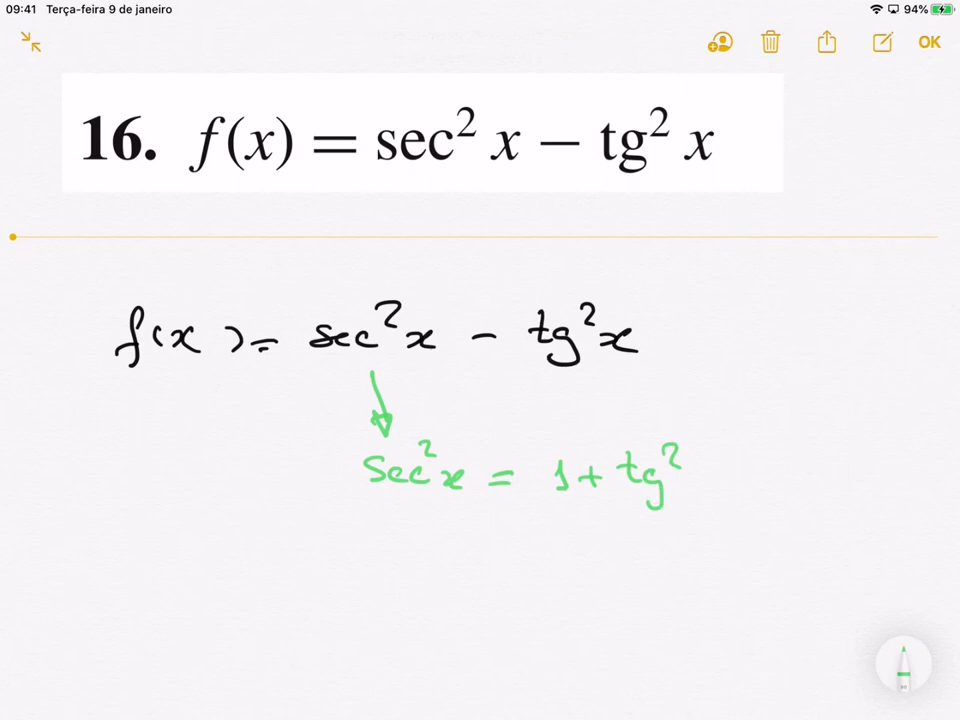 09:41 Terça-feira 9 de janeiro 94%
OK
16. f(x) = sec² x − tg² x
f(x) = sec²x - tg²x
sec²x = 1 + tg²